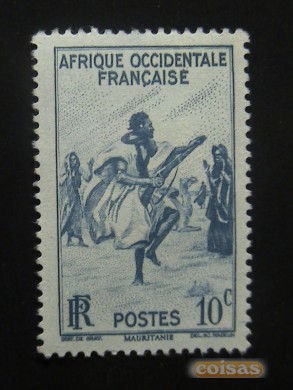 AFRIQUE OCCIDENTALE
FRANÇAISE
RF POSTES 10c
MAURITANIE
coisas